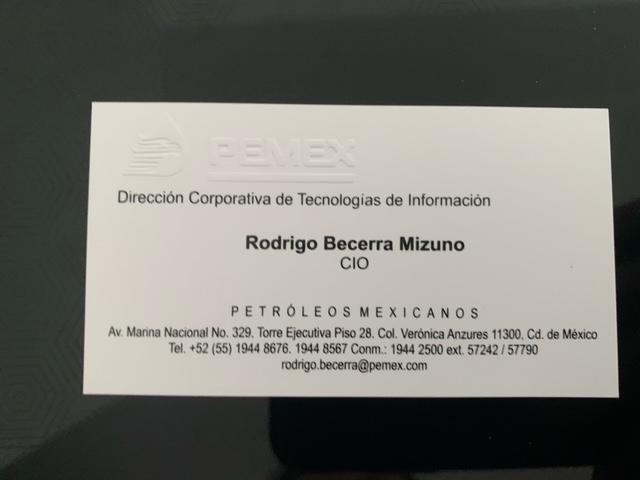 PEMEX
Dirección Corporativa de Tecnologías de Información
Rodrigo Becerra Mizuno
CIO
PETRÓLEOS MEXICANOS
Av. Marina Nacional No. 329, Torre Ejecutiva Piso 28. Col. Verónica Anzures 11300, Cd. de México
Tel. +52 (55) 1944 8676. 1944 8567 Conm.: 1944 2500 ext. 57242 / 57790
rodrigo.becerra@pemex.com